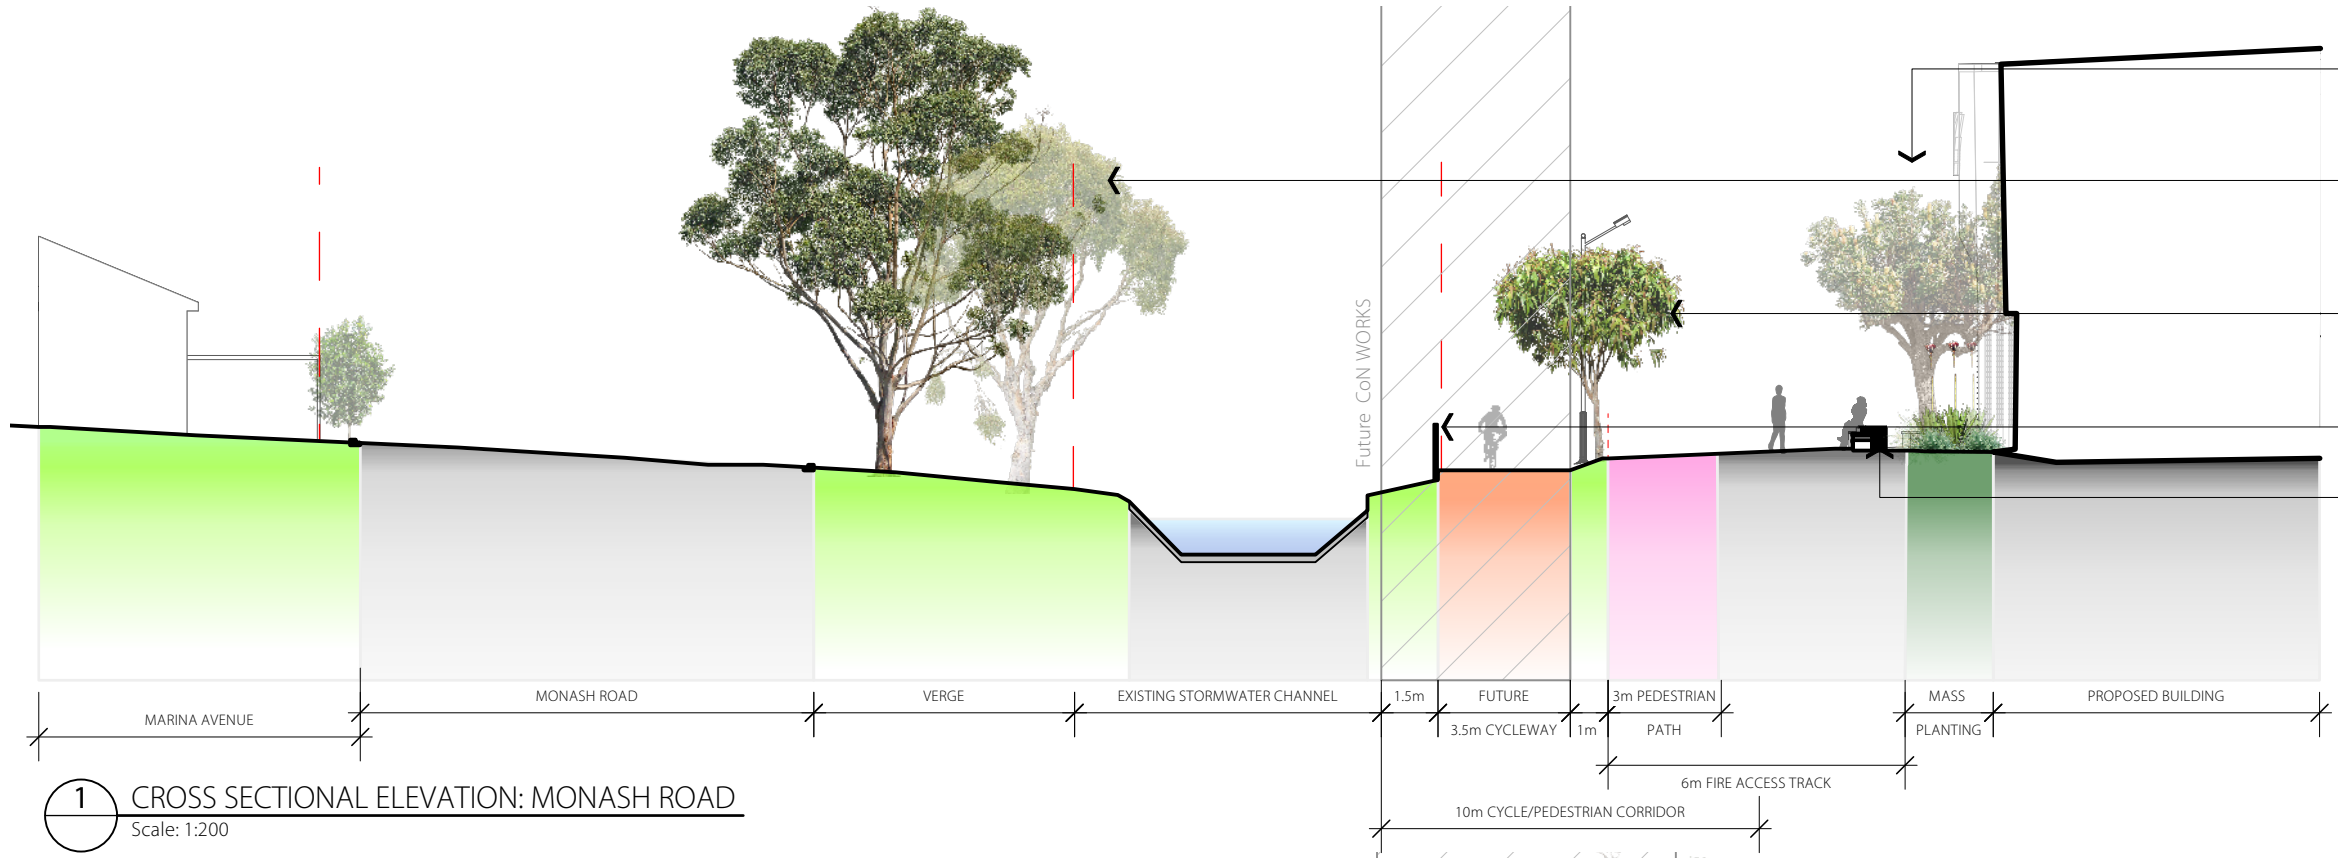 Future CoN WORKS
MARINA AVENUE
MONASH ROAD
VERGE
EXISTING STORMWATER CHANNEL
1.5m
FUTURE
3.5m CYCLEWAY
1m
3m PEDESTRIAN
PATH
MASS
PLANTING
PROPOSED BUILDING
6m FIRE ACCESS TRACK
10m CYCLE/PEDESTRIAN CORRIDOR
1
CROSS SECTIONAL ELEVATION: MONASH ROAD
Scale: 1:200